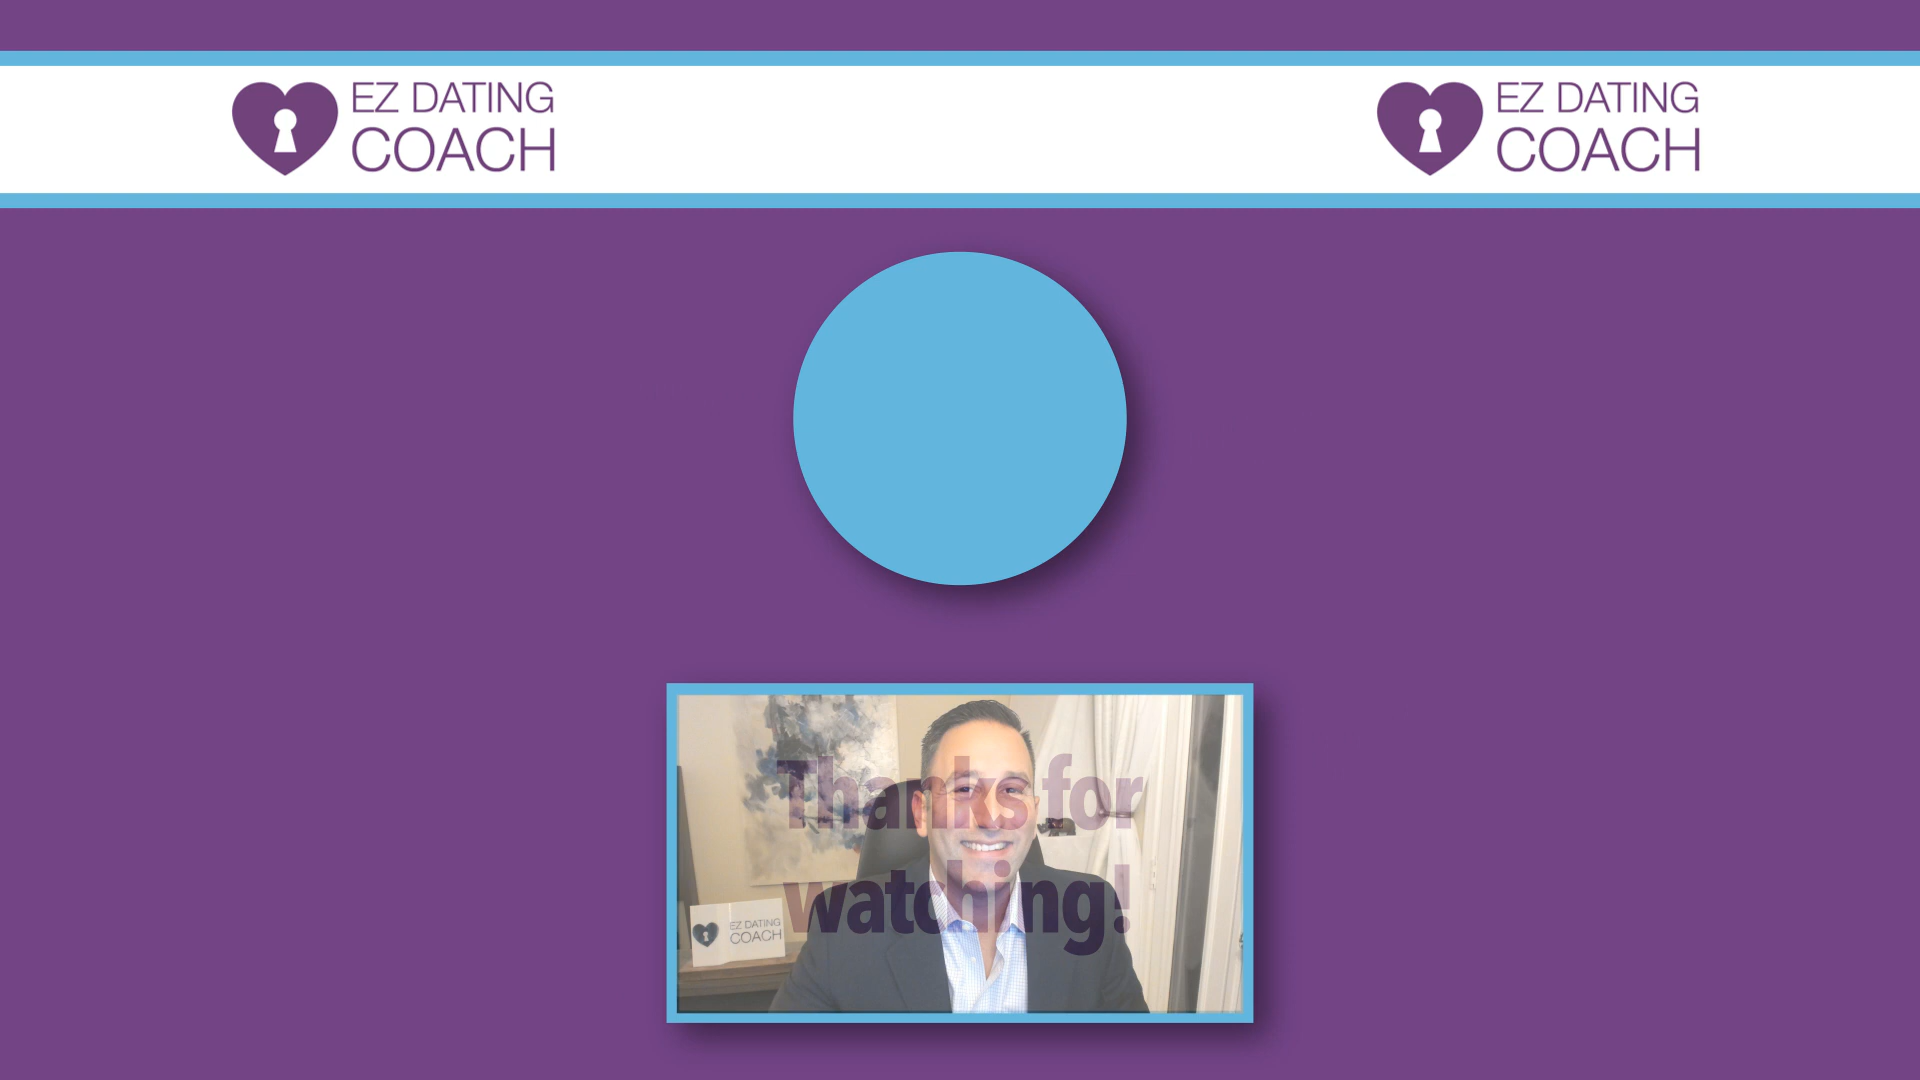 EZ DATING
COACH
EZ DATING
COACH
Thanks for
watching!
EZ DATING
COACH